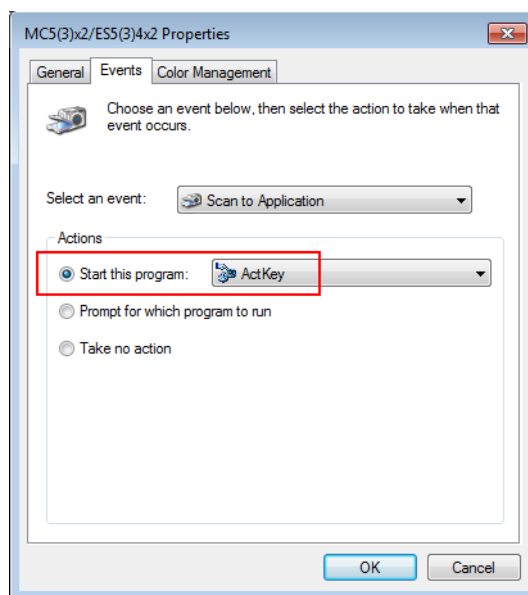 MC5(3)x2/ES5(3)4x2 Properties
General Events Color Management
Choose an event below, then select the action to take when that
event occurs.
Select an event: Scan to Application
Actions
Start this program: ActKey
Prompt for which program to run
Take no action
OK Cancel